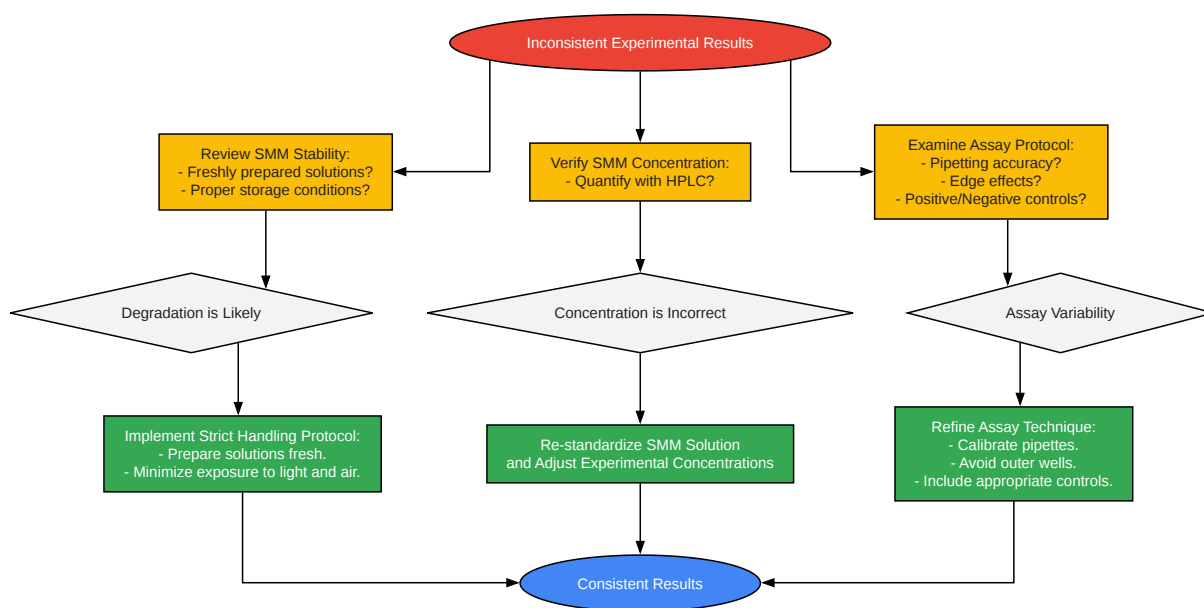 Inconsistent Experimental Results
Review SMM Stability:
- Freshly prepared solutions?
- Proper storage conditions?
Verify SMM Concentration:
- Quantify with HPLC?
Examine Assay Protocol:
- Pipetting accuracy?
- Edge effects?
- Positive/Negative controls?
Degradation is Likely
Concentration is Incorrect
Assay Variability
Implement Strict Handling Protocol:
- Prepare solutions fresh.
- Minimize exposure to light and air.
Re-standardize SMM Solution
and Adjust Experimental Concentrations
Refine Assay Technique:
- Calibrate pipettes.
- Avoid outer wells.
- Include appropriate controls.
Consistent Results